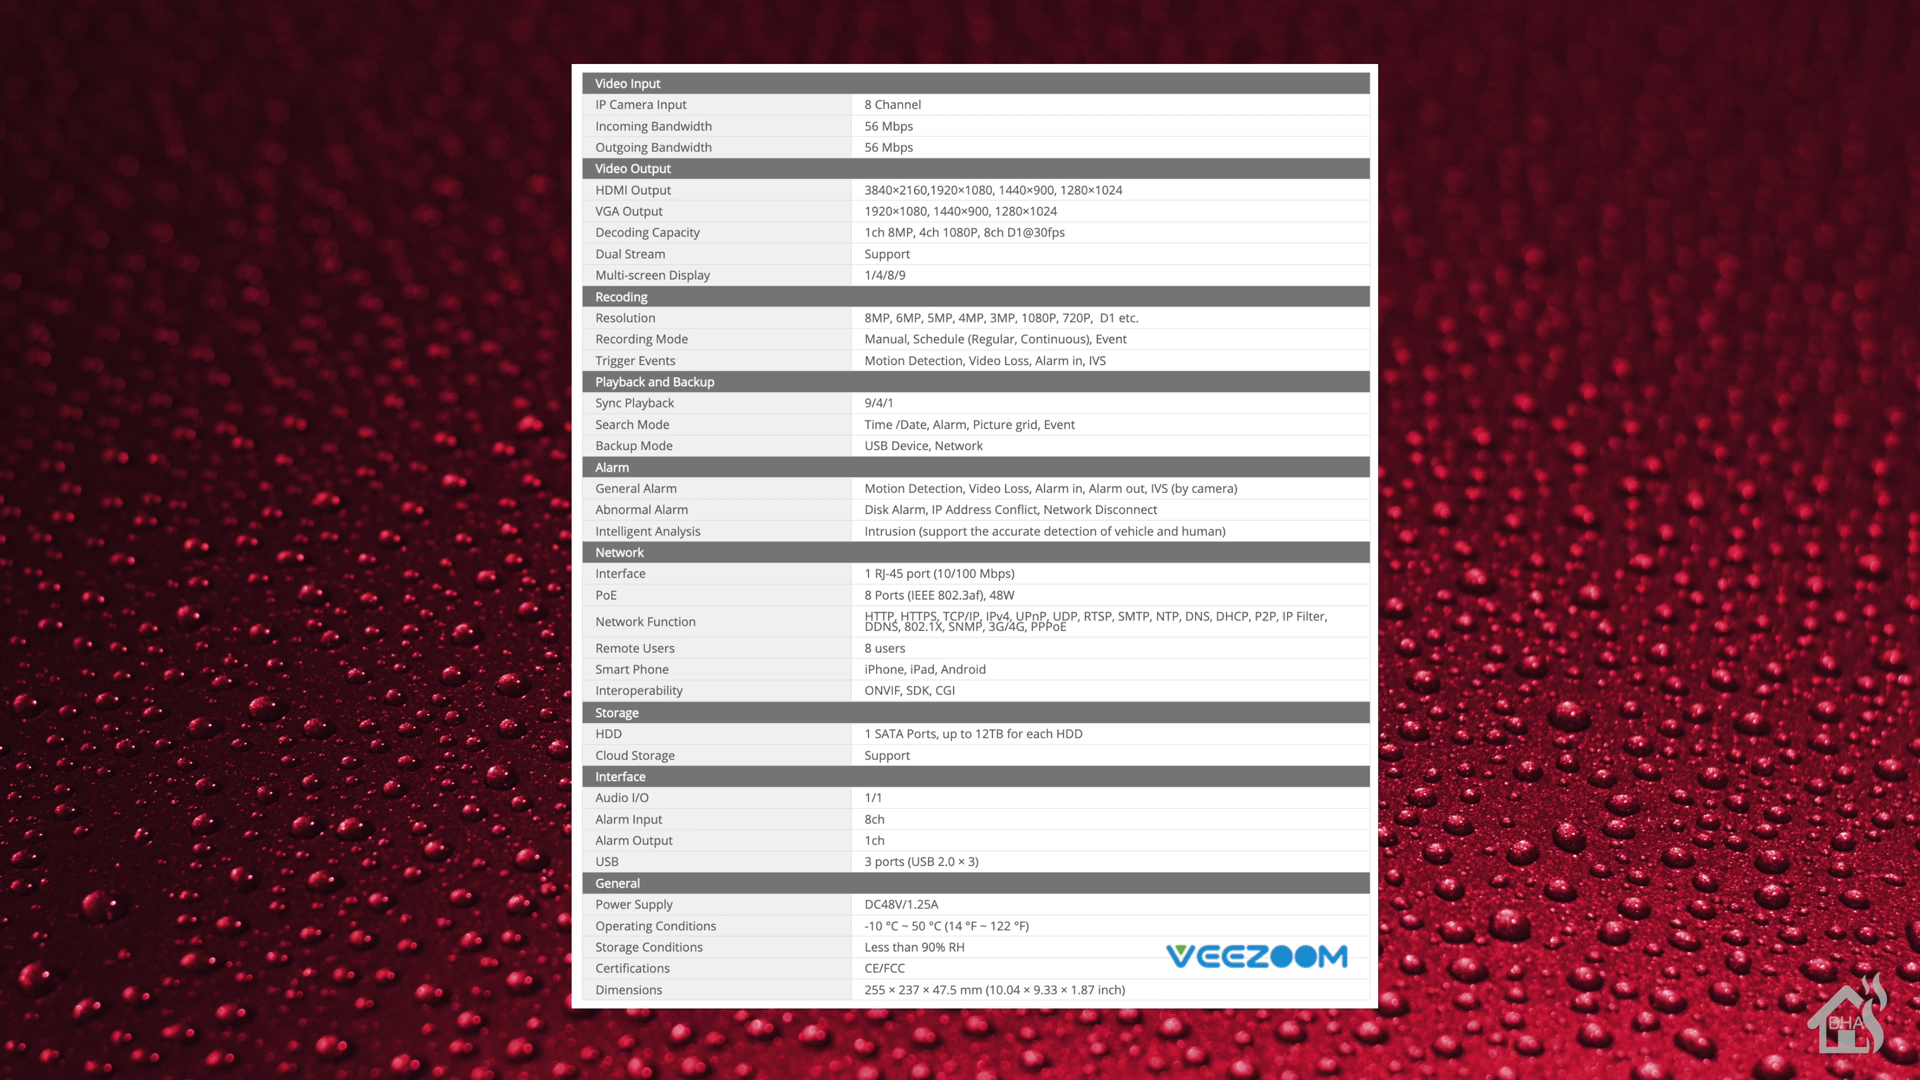 Video Input
IP Camera Input 8 Channel
Incoming Bandwidth 56 Mbps
Outgoing Bandwidth 56 Mbps
Video Output
HDMI Output 3840×2160,1920×1080, 1440×900, 1280×1024
VGA Output 1920×1080, 1440×900, 1280×1024
Decoding Capacity 1ch 8MP, 4ch 1080P, 8ch D1@30fps
Dual Stream Support
Multi-screen Display 1/4/8/9
Recoding
Resolution 8MP, 6MP, 5MP, 4MP, 3MP, 1080P, 720P, D1 etc.
Recording Mode Manual, Schedule (Regular, Continuous), Event
Trigger Events Motion Detection, Video Loss, Alarm in, IVS
Playback and Backup
Sync Playback 9/4/1
Search Mode Time /Date, Alarm, Picture grid, Event
Backup Mode USB Device, Network
Alarm
General Alarm Motion Detection, Video Loss, Alarm in, Alarm out, IVS (by camera)
Abnormal Alarm Disk Alarm, IP Address Conflict, Network Disconnect
Intelligent Analysis Intrusion (support the accurate detection of vehicle and human)
Network
Interface 1 RJ-45 port (10/100 Mbps)
PoE 8 Ports (IEEE 802.3af), 48W
Network Function HTTP, HTTPS, TCP/IP, IPv4, UPnP, UDP, RTSP, SMTP, NTP, DNS, DHCP, P2P, IP Filter,
DDNS, 802.1X, SNMP, 3G/4G, PPPoE
Remote Users 8 users
Smart Phone iPhone, iPad, Android
Interoperability ONVIF, SDK, CGI
Storage
HDD 1 SATA Ports, up to 12TB for each HDD
Cloud Storage Support
Interface
Audio I/O 1/1
Alarm Input 8ch
Alarm Output 1ch
USB 3 ports (USB 2.0 × 3)
General
Power Supply DC48V/1.25A
Operating Conditions -10 °C ~ 50 °C (14 °F ~ 122 °F)
Storage Conditions Less than 90% RH
Certifications CE/FCC
Dimensions 255 × 237 × 47.5 mm (10.04 × 9.33 × 1.87 inch)
VEEZOOM
BHA